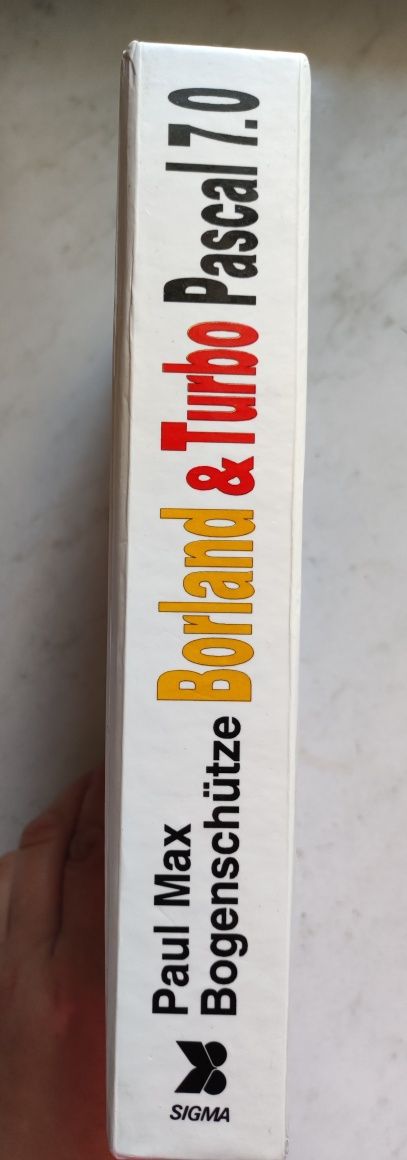 SIGMA
Paul Max
Bogenschütze
Borland & Turbo Pascal 7.0